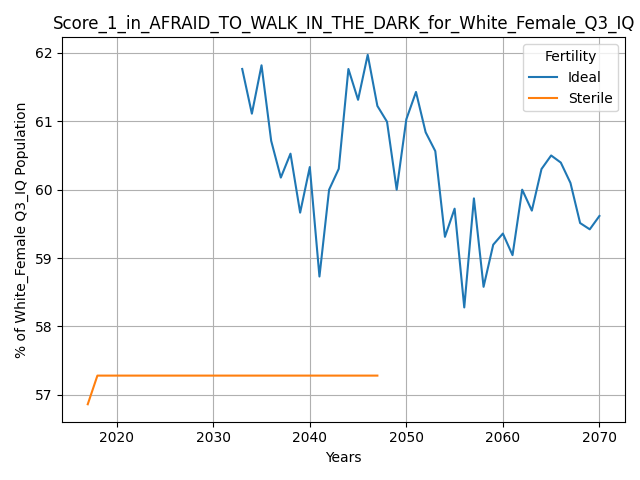 Score_1_in_AFRAID_TO_WALK_IN_THE_DARK_for_White_Female_Q3_IQ
Fertility
Ideal
Sterile
% of White_Female Q3_IQ Population
62
61
60
59
58
57
2020
2030
2040
2050
2060
2070
Years